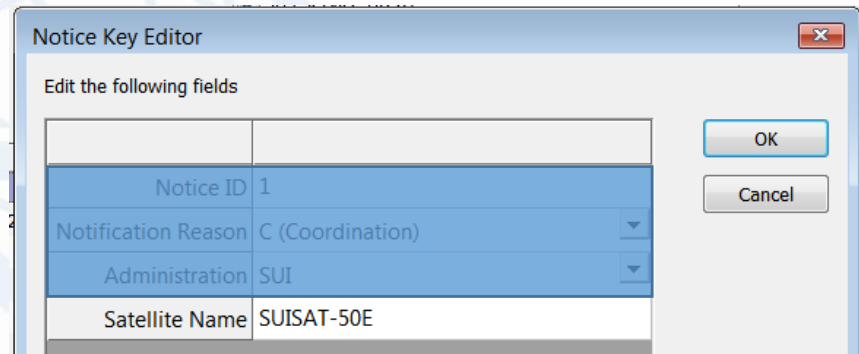 Notice Key Editor
Edit the following fields
OK
Notice ID 1
Cancel
Notification Reason C (Coordination)
Administration SUI
Satellite Name SUISAT-50E